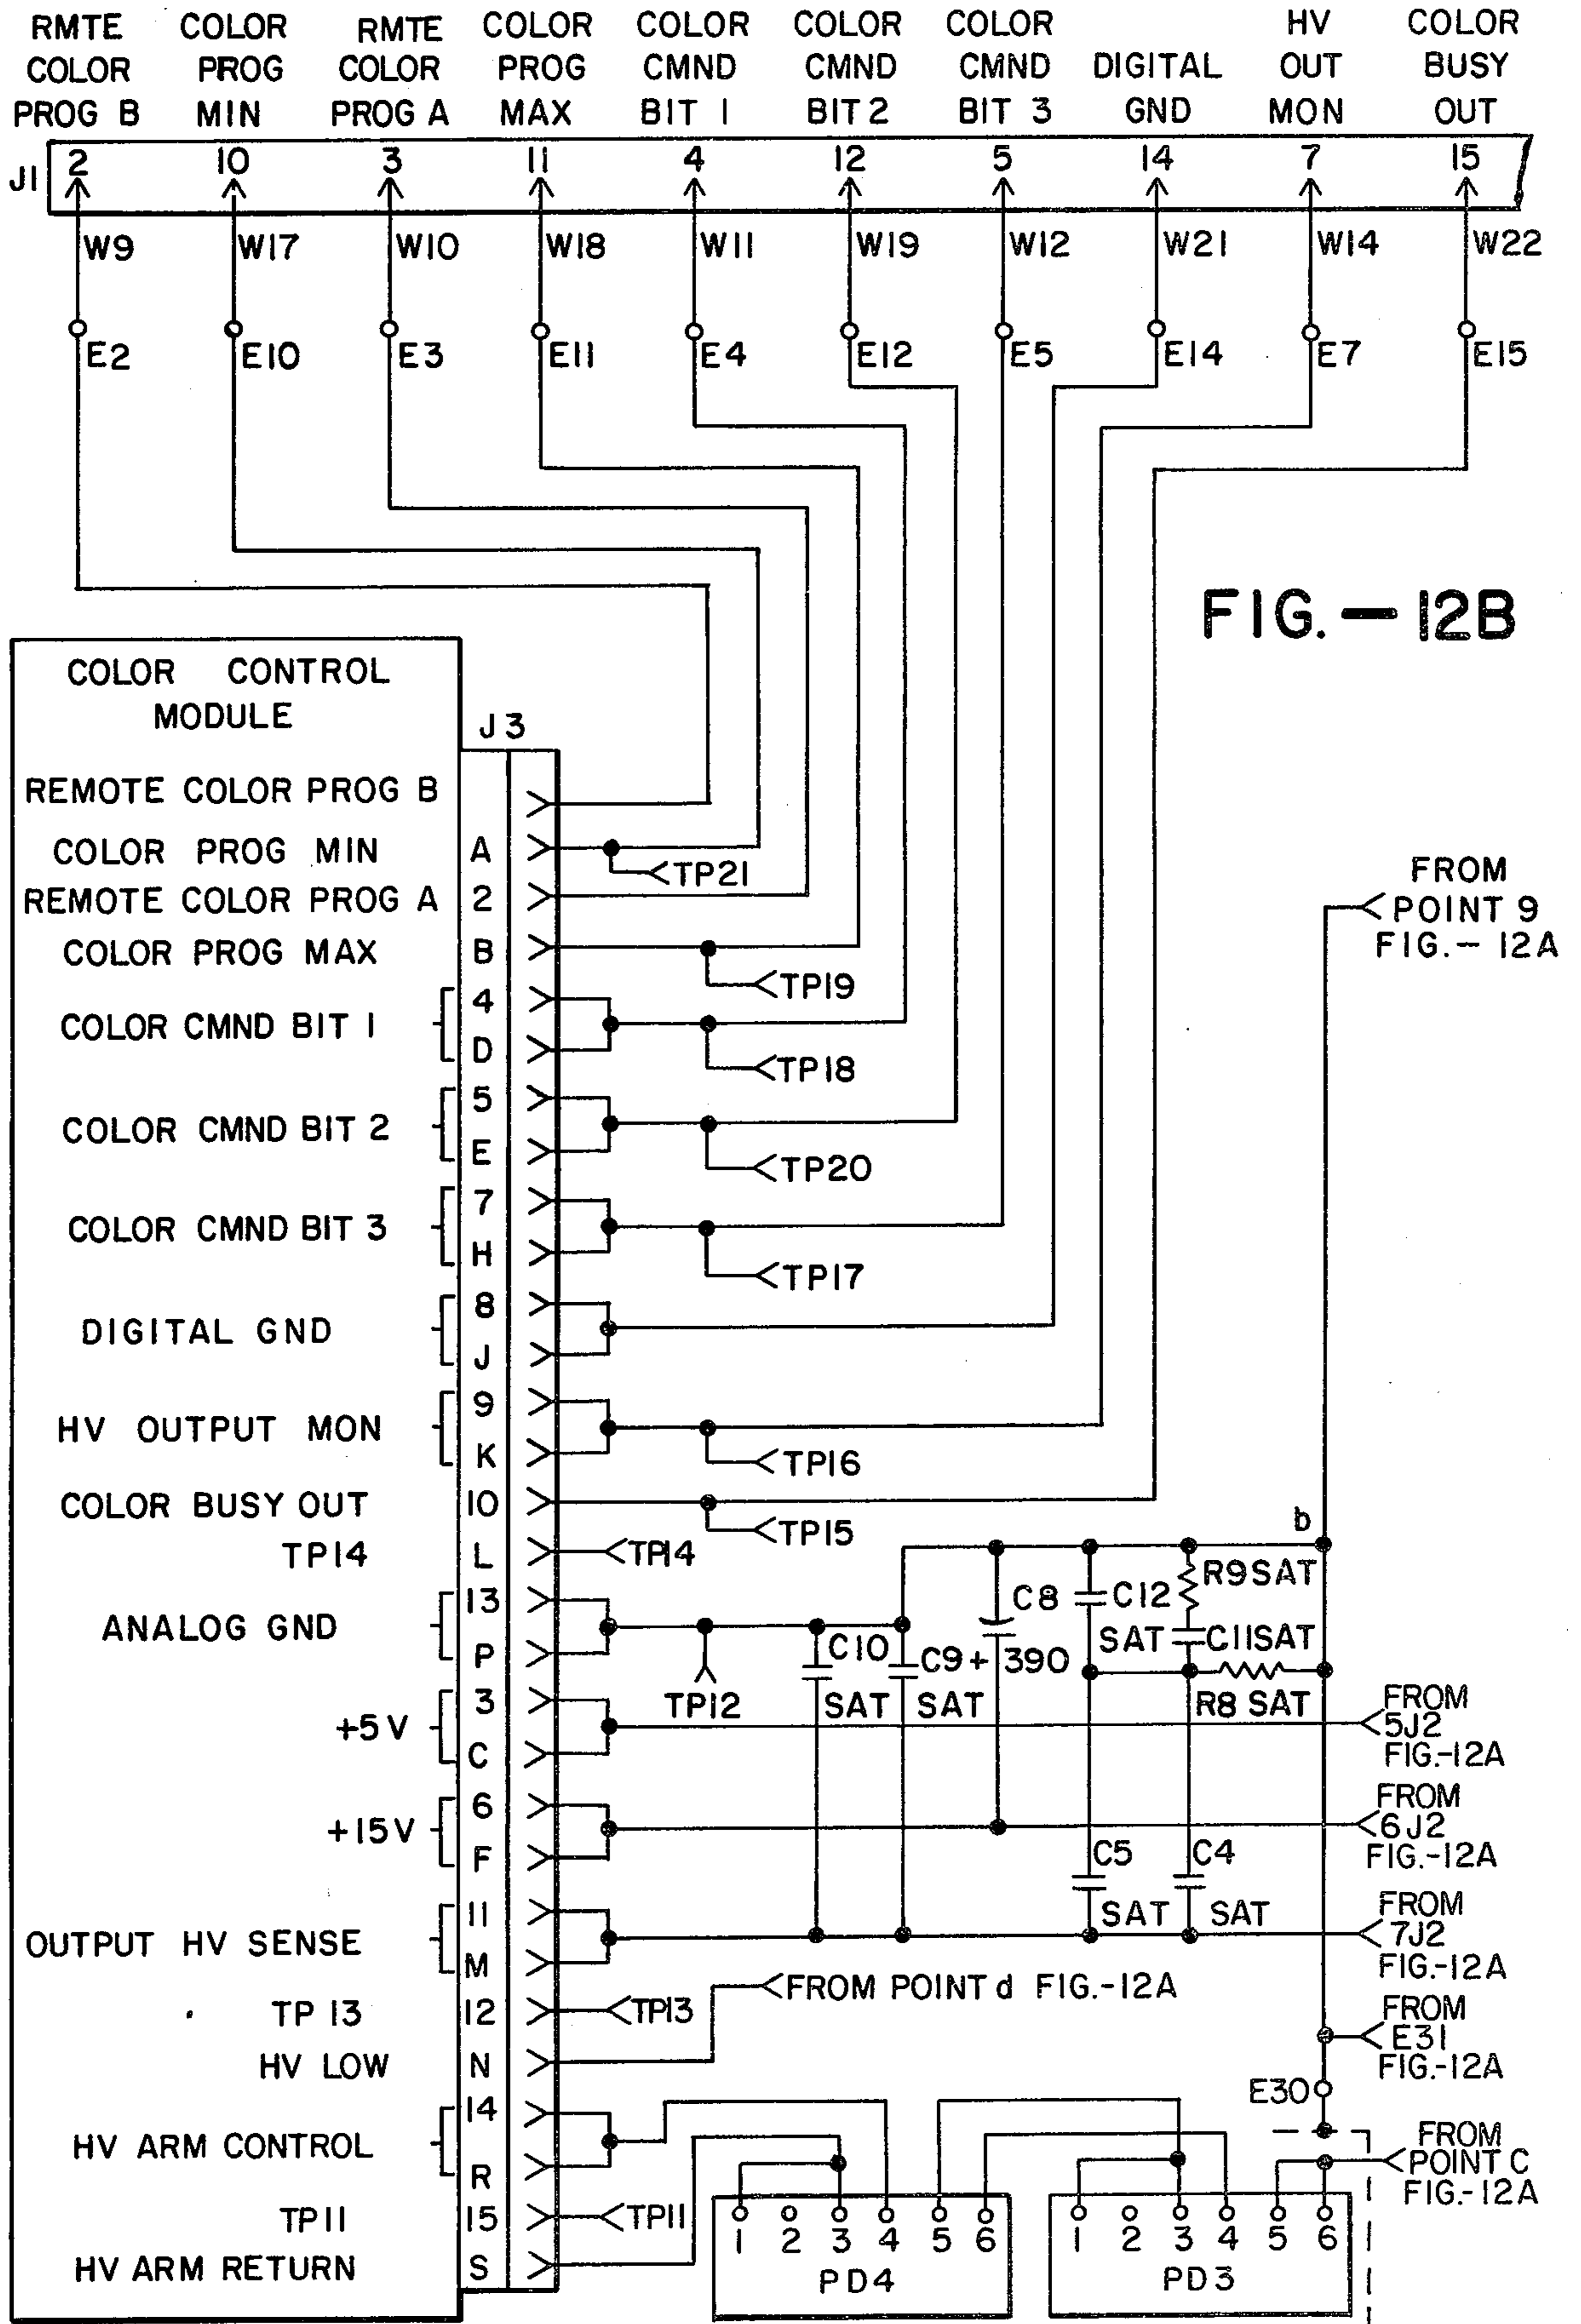 RMTE COLOR PROG B
COLOR PROG MIN
RMTE COLOR PROG A
COLOR PROG MAX
COLOR CMND BIT 1
COLOR CMND BIT 2
COLOR CMND BIT 3
DIGITAL GND
HV OUT MON
COLOR BUSY OUT
J1 2 10 3 11 4 12 5 14 7 15
W9 W17 W10 W18 W11 W19 W12 W21 W14 W22
E2 E10 E3 E11 E4 E12 E5 E14 E7 E15
FIG.-12B
COLOR CONTROL
MODULE
J3
REMOTE COLOR PROG B
COLOR PROG MIN A
TP21
REMOTE COLOR PROG A 2
COLOR PROG MAX B
TP19
4
COLOR CMND BIT 1
D
TP18
5
COLOR CMND BIT 2
E
TP20
7
COLOR CMND BIT 3
H
TP17
8
DIGITAL GND
J
9
HV OUTPUT MON
K
TP16
COLOR BUSY OUT 10
TP15
TP14 L TP14
13
ANALOG GND
P
TP12
3
+5V
C
6
+15V
F
11
OUTPUT HV SENSE
M
TP 13 12 TP13
HV LOW N
14
HV ARM CONTROL
R
TP11 15 TP11
HV ARM RETURN S
FROM
POINT 9
FIG.-12A
b
R9SAT
C8 C12
SAT C11SAT
C10 C9+ 390
SAT SAT
R8 SAT
FROM
5J2
FIG.-12A
FROM
6J2
FIG.-12A
C5 C4
SAT SAT
FROM
7J2
FIG.-12A
FROM POINT d FIG.-12A
FROM
E31
FIG.-12A
E30
FROM
POINT C
FIG.-12A
1 2 3 4 5 6
PD4
1 2 3 4 5 6
PD3